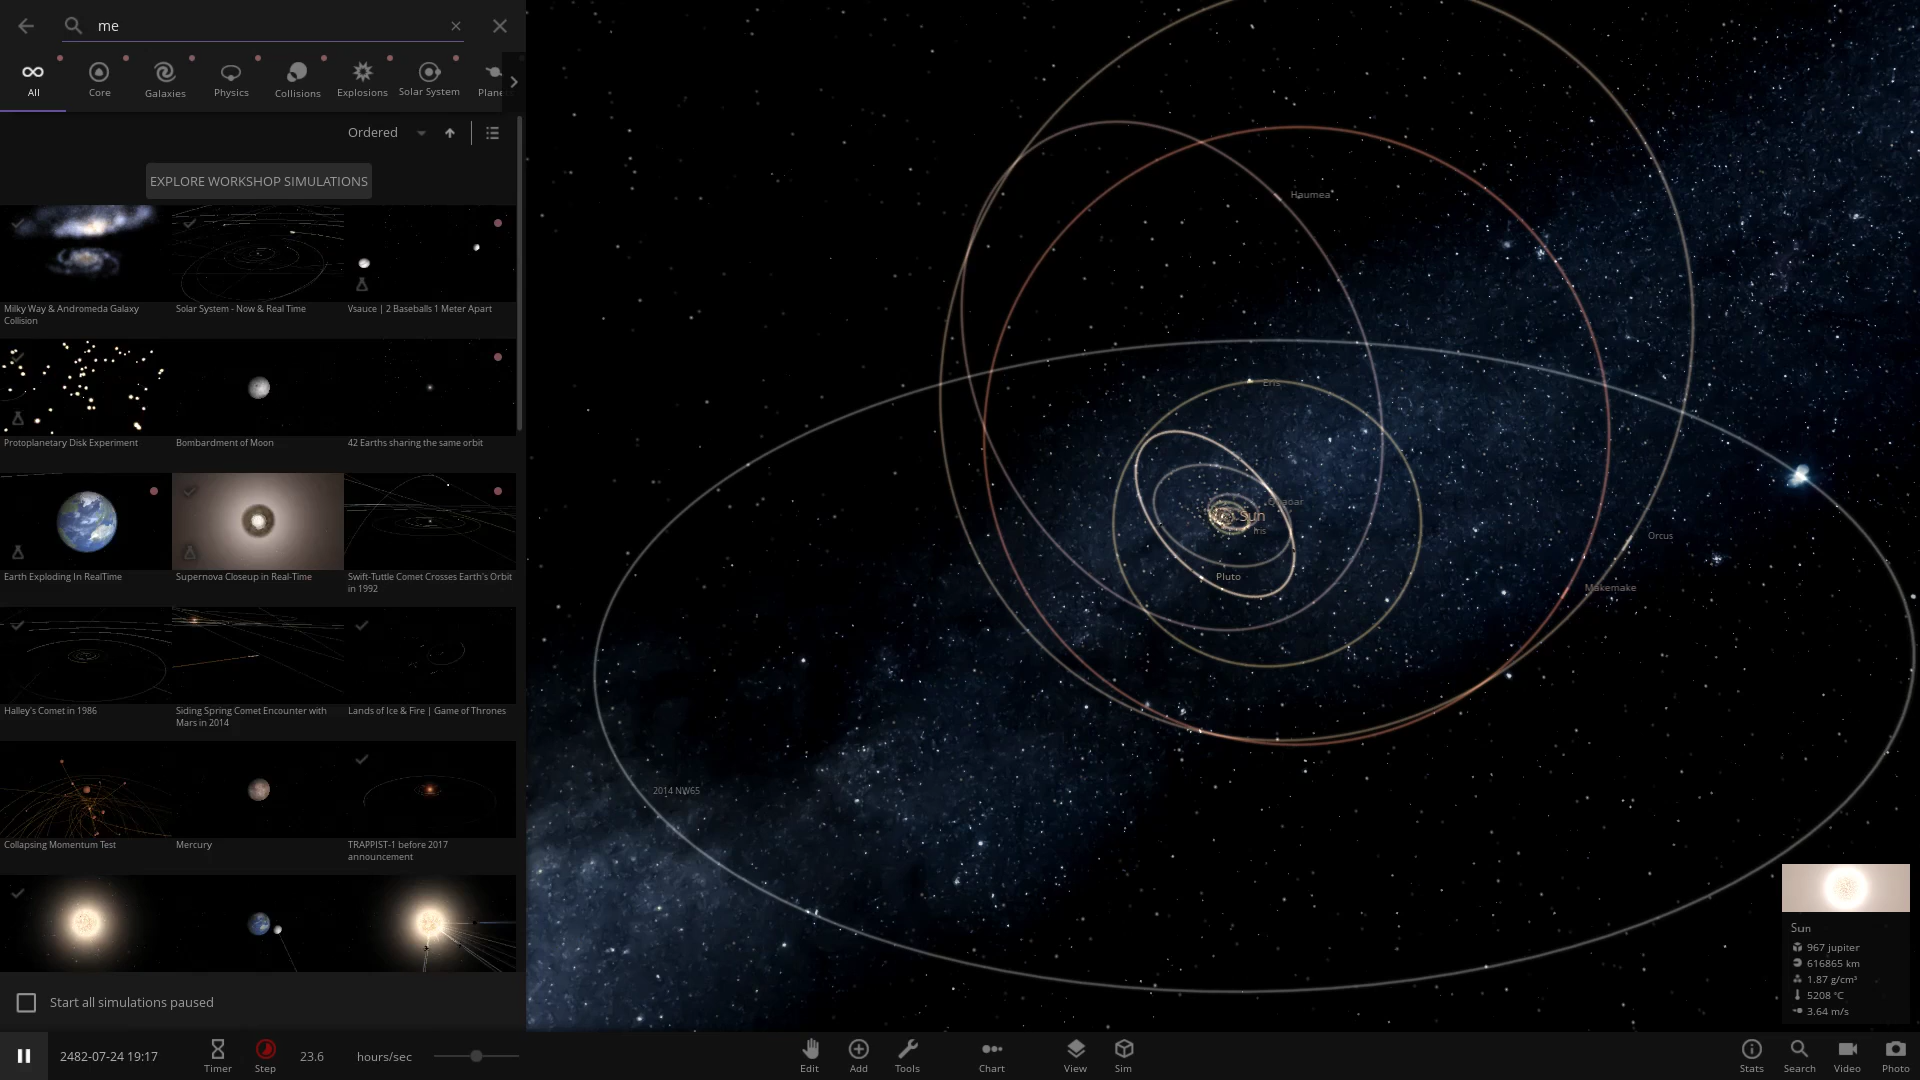 me
All
Core
Galaxies
Physics
Collisions
Explosions
Solar System
Plane
Ordered
EXPLORE WORKSHOP SIMULATIONS
Milky Way & Andromeda Galaxy
Collision
Solar System - Now & Real Time
Vsauce | 2 Baseballs 1 Meter Apart
Protoplanetary Disk Experiment
Bombardment of Moon
42 Earths sharing the same orbit
Earth Exploding In RealTime
Supernova Closeup in Real-Time
Swift-Tuttle Comet Crosses Earth's Orbit
in 1992
Halley's Comet in 1986
Siding Spring Comet Encounter with
Mars in 2014
Lands of Ice & Fire | Game of Thrones
Collapsing Momentum Test
Mercury
TRAPPIST-1 before 2017
announcement
Start all simulations paused
2482-07-24 19:17
Timer
Step
23.6
hours/sec
Haumea
Eris
Sun
Iris
Pluto
Orcus
Makemake
2014 NW65
Sun
967 jupiter
616865 km
1.87 g/cm³
5208 °C
3.64 m/s
Edit
Add
Tools
Chart
View
Sim
Stats
Search
Video
Photo